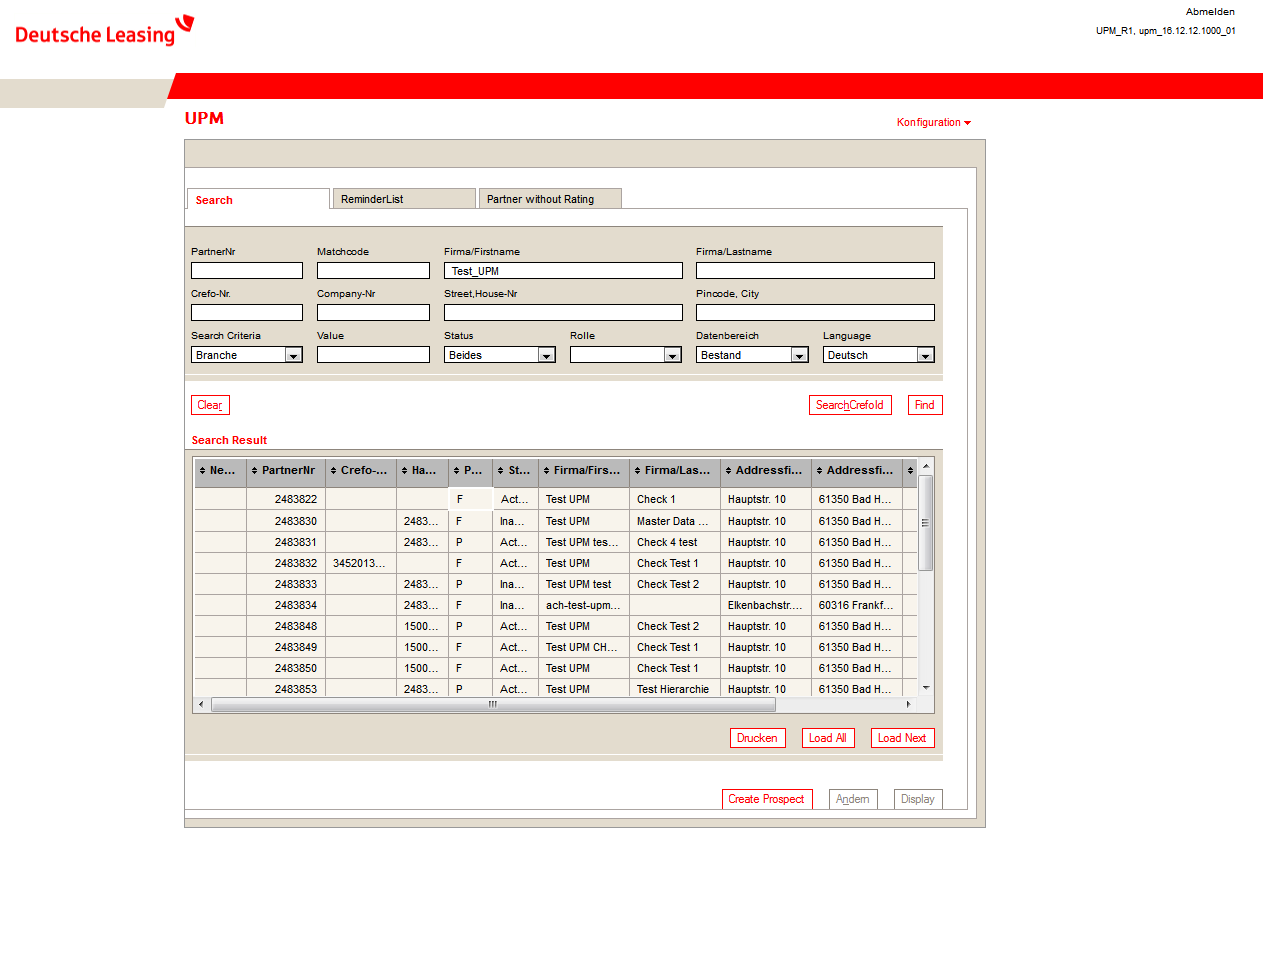 Abmelden
Deutsche Leasing
UPM_R1, upm_16.12.12.1000_01
UPM
Konfiguration
Search ReminderList Partner without Rating
PartnerNr Matchcode Firma/Firstname Firma/Lastname
Test_UPM
Crefo-Nr. Company-Nr Street,House-Nr Pincode, City
Search Criteria Value Status Rolle Datenbereich Language
Branche Beides Bestand Deutsch
Clear SearchCrefoId Find
Search Result
Ne... PartnerNr Crefo-... Ha... P... St... Firma/Firs... Firma/Las... Addressfi... Addressfi...
2483822 F Act... Test UPM Check 1 Hauptstr. 10 61350 Bad H...
2483830 2483... F Ina... Test UPM Master Data ... Hauptstr. 10 61350 Bad H...
2483831 2483... P Act... Test UPM tes... Check 4 test Hauptstr. 10 61350 Bad H...
2483832 3452013... F Act... Test UPM Check Test 1 Hauptstr. 10 61350 Bad H...
2483833 2483... P Ina... Test UPM test Check Test 2 Hauptstr. 10 61350 Bad H...
2483834 2483... F Ina... ach-test-upm... Elkenbachstr.... 60316 Frankf...
2483848 1500... P Act... Test UPM Check Test 2 Hauptstr. 10 61350 Bad H...
2483849 1500... F Act... Test UPM CH... Check Test 1 Hauptstr. 10 61350 Bad H...
2483850 1500... F Act... Test UPM Check Test 1 Hauptstr. 10 61350 Bad H...
2483853 2483... P Act... Test UPM Test Hierarchie Hauptstr. 10 61350 Bad H...
Drucken Load All Load Next
Create Prospect Ändern Display